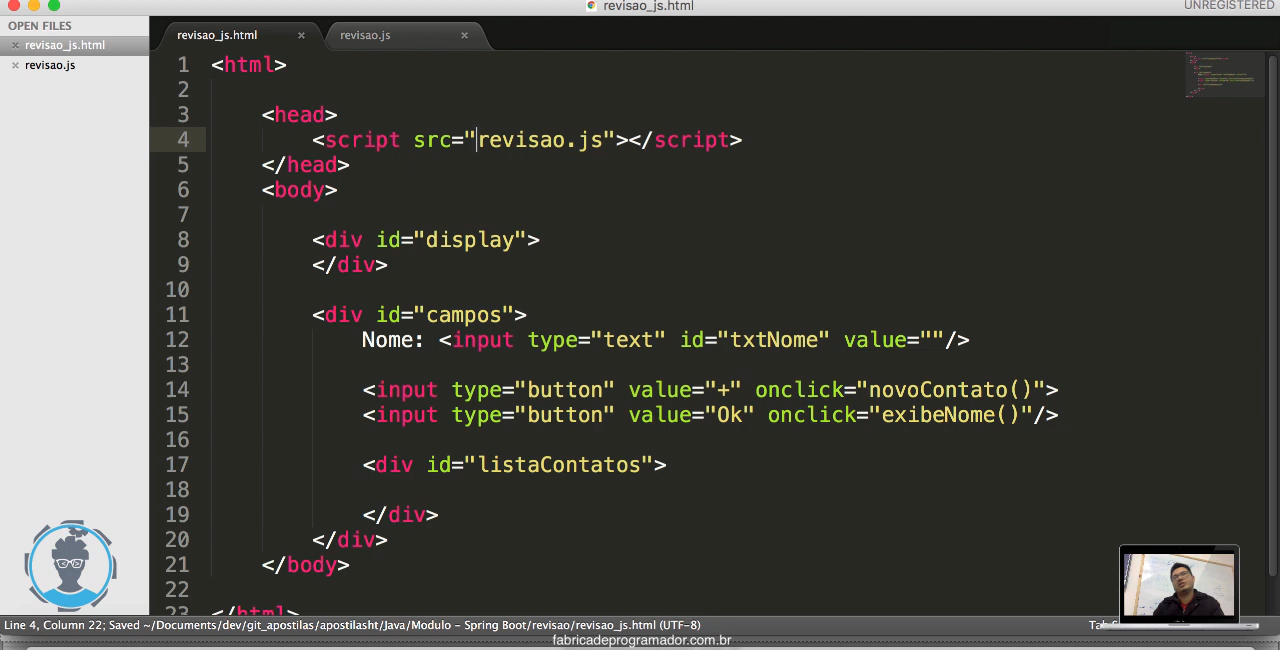 revisao_js.html
UNREGISTERED
OPEN FILES
× revisao_js.html
× revisao.js
revisao_js.html ×
revisao.js ×
1 <html>
2
3 <head>
4 <script src="revisao.js"></script>
5 </head>
6 <body>
7
8 <div id="display">
9 </div>
10
11 <div id="campos">
12 Nome: <input type="text" id="txtNome" value=""/>
13
14 <input type="button" value="+" onclick="novoContato()">
15 <input type="button" value="Ok" onclick="exibeNome()"/>
16
17 <div id="listaContatos">
18
19 </div>
20 </div>
21 </body>
22
23 </html>
Line 4, Column 22; Saved ~/Documents/dev/git_apostilas/apostilasht/Java/Modulo - Spring Boot/revisao/revisao_js.html (UTF-8)
fabricadeprogramador.com.br